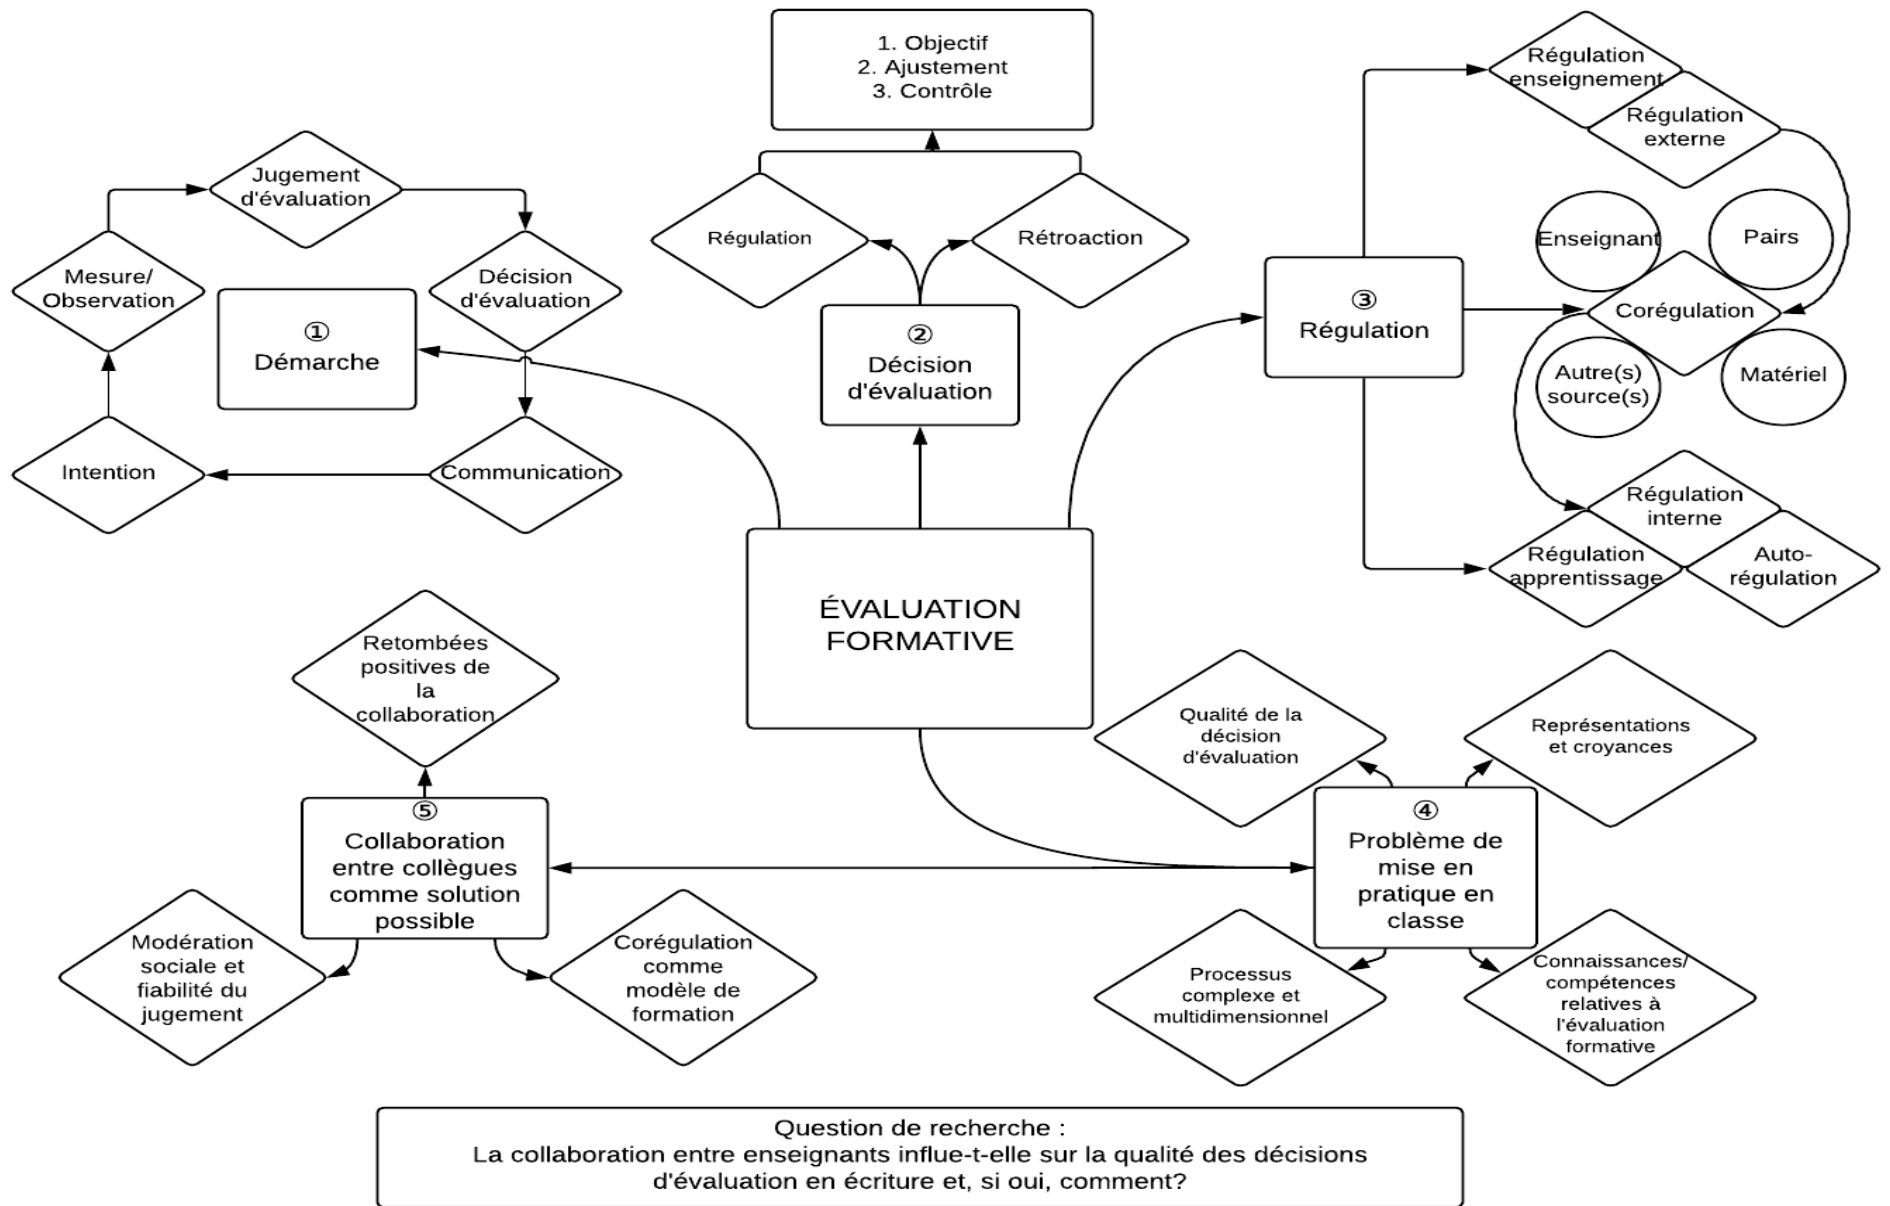 1. Objectif
2. Ajustement
3. Contrôle
Jugement
d'évaluation
Mesure/
Observation
Décision
d'évaluation
①
Démarche
Intention
Communication
Régulation
Rétroaction
②
Décision
d'évaluation
Régulation
enseignement
Régulation
externe
Enseignant
Pairs
③
Régulation
Corégulation
Autre(s)
source(s)
Matériel
Régulation
interne
Régulation
apprentissage
Auto-
régulation
ÉVALUATION
FORMATIVE
Retombées
positives de
la
collaboration
⑤
Collaboration
entre collègues
comme solution
possible
Modération
sociale et
fiabilité du
jugement
Corégulation
comme
modèle de
formation
Qualité de la
décision
d'évaluation
Représentations
et croyances
④
Problème de
mise en
pratique en
classe
Processus
complexe et
multidimensionnel
Connaissances/
compétences
relatives à
l'évaluation
formative
Question de recherche :
La collaboration entre enseignants influe-t-elle sur la qualité des décisions
d'évaluation en écriture et, si oui, comment?